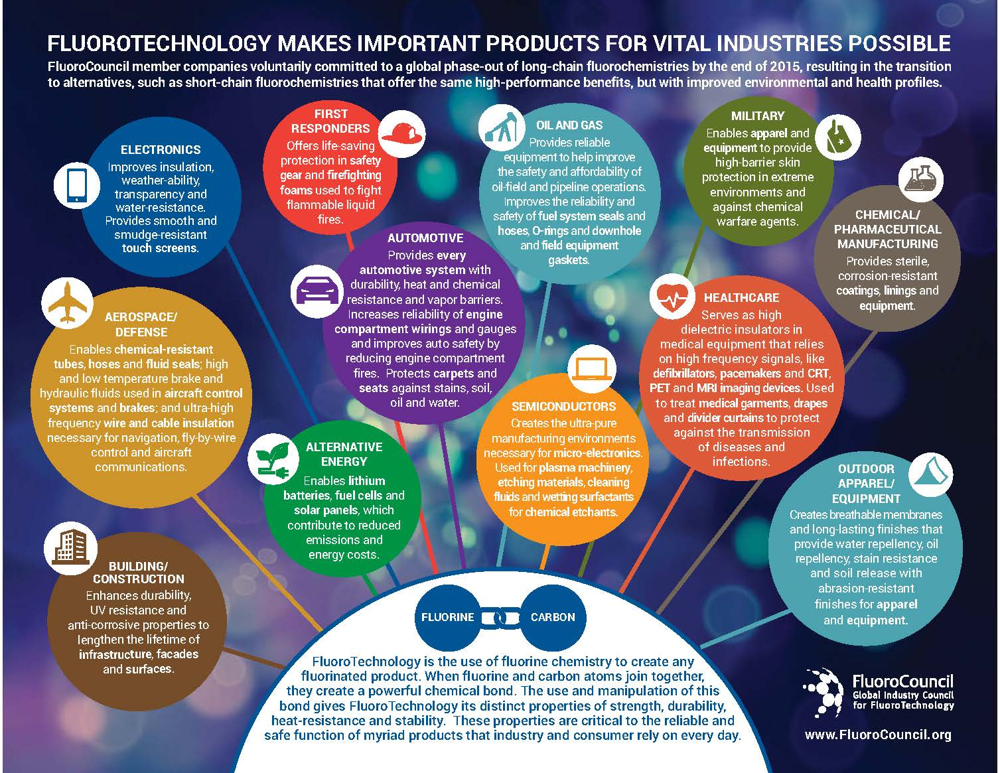 FLUOROTECHNOLOGY MAKES IMPORTANT PRODUCTS FOR VITAL INDUSTRIES POSSIBLE
FluoroCouncil member companies voluntarily committed to a global phase-out of long-chain fluorochemistries by the end of 2015, resulting in the transition
to alternatives, such as short-chain fluorochemistries that offer the same high-performance benefits, but with improved environmental and health profiles.
ELECTRONICS
Improves insulation,
weather-ability,
transparency and
water-resistance.
Provides smooth and
smudge-resistant
touch screens.
FIRST
RESPONDERS
Offers life-saving
protection in safety
gear and firefighting
foams used to fight
flammable liquid
fires.
OIL AND GAS
Provides reliable
equipment to help improve
the safety and affordability of
oil-field and pipeline operations.
Improves the reliability and
safety of fuel system seals and
hoses, O-rings and downhole
and field equipment
gaskets.
MILITARY
Enables apparel and
equipment to provide
high-barrier skin
protection in extreme
environments and
against chemical
warfare agents.
CHEMICAL/
PHARMACEUTICAL
MANUFACTURING
Provides sterile,
corrosion-resistant
coatings, linings and
equipment.
AUTOMOTIVE
Provides every
automotive system with
durability, heat and chemical
resistance and vapor barriers.
Increases reliability of engine
compartment wirings and gauges
and improves auto safety by
reducing engine compartment
fires. Protects carpets and
seats against stains, soil,
oil and water.
AEROSPACE/
DEFENSE
Enables chemical-resistant
tubes, hoses and fluid seals; high
and low temperature brake and
hydraulic fluids used in aircraft control
systems and brakes; and ultra-high
frequency wire and cable insulation
necessary for navigation, fly-by-wire
control and aircraft
communications.
HEALTHCARE
Serves as high
dielectric insulators in
medical equipment that relies
on high frequency signals, like
defibrillators, pacemakers and CRT,
PET and MRI imaging devices. Used
to treat medical garments, drapes
and divider curtains to protect
against the transmission
of diseases and
infections.
SEMICONDUCTORS
Creates the ultra-pure
manufacturing environments
necessary for micro-electronics.
Used for plasma machinery,
etching materials, cleaning
fluids and wetting surfactants
for chemical etchants.
ALTERNATIVE
ENERGY
Enables lithium
batteries, fuel cells and
solar panels, which
contribute to reduced
emissions and
energy costs.
OUTDOOR
APPAREL/
EQUIPMENT
Creates breathable membranes
and long-lasting finishes that
provide water repellency, oil
repellency, stain resistance
and soil release with
abrasion-resistant
finishes for apparel
and equipment.
BUILDING/
CONSTRUCTION
Enhances durability,
UV resistance and
anti-corrosive properties to
lengthen the lifetime of
infrastructure, facades
and surfaces.
FLUORINE
CARBON
FluoroTechnology is the use of fluorine chemistry to create any
fluorinated product. When fluorine and carbon atoms join together,
they create a powerful chemical bond. The use and manipulation of this
bond gives FluoroTechnology its distinct properties of strength, durability,
heat-resistance and stability. These properties are critical to the reliable and
safe function of myriad products that industry and consumer rely on every day.
FluoroCouncil
Global Industry Council
for FluoroTechnology
www.FluoroCouncil.org